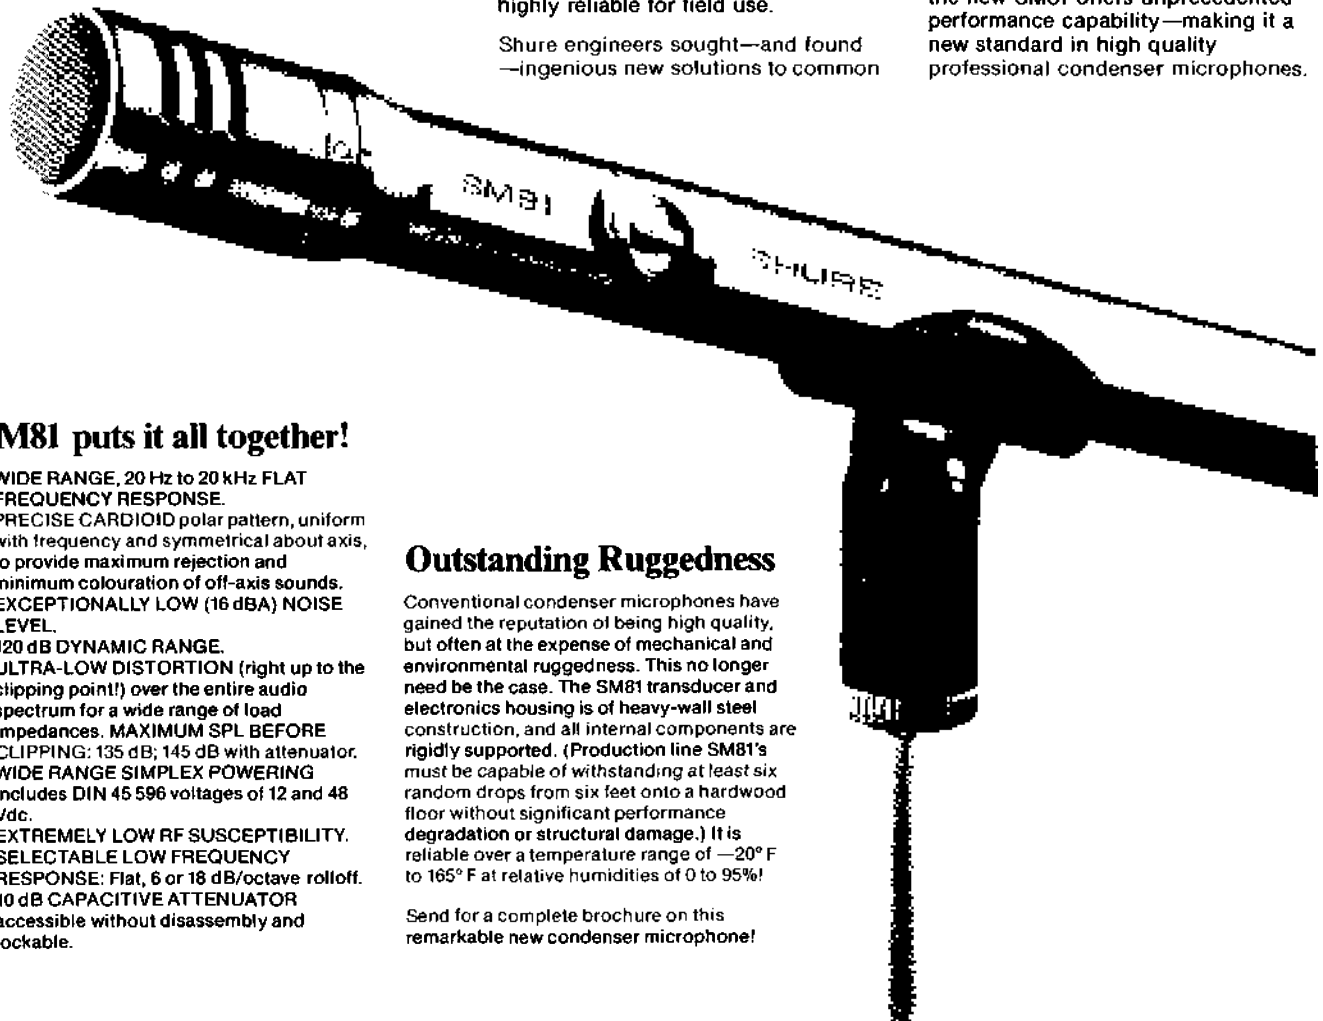 highly reliable for field use.
Shure engineers sought—and found
—ingenious new solutions to common
the new SM81 offers unprecedented
performance capability—making it a
new standard in high quality
professional condenser microphones.
SM81
SHURE
M81 puts it all together!
WIDE RANGE, 20 Hz to 20 kHz FLAT
FREQUENCY RESPONSE.
PRECISE CARDIOID polar pattern, uniform
with frequency and symmetrical about axis,
to provide maximum rejection and
minimum colouration of off-axis sounds.
EXCEPTIONALLY LOW (16 dBA) NOISE
LEVEL.
120 dB DYNAMIC RANGE.
ULTRA-LOW DISTORTION (right up to the
clipping point!) over the entire audio
spectrum for a wide range of load
impedances. MAXIMUM SPL BEFORE
CLIPPING: 135 dB; 145 dB with attenuator.
WIDE RANGE SIMPLEX POWERING
includes DIN 45 596 voltages of 12 and 48
Vdc.
EXTREMELY LOW RF SUSCEPTIBILITY.
SELECTABLE LOW FREQUENCY
RESPONSE: Flat, 6 or 18 dB/octave rolloff.
10 dB CAPACITIVE ATTENUATOR
accessible without disassembly and
lockable.
Outstanding Ruggedness
Conventional condenser microphones have
gained the reputation of being high quality,
but often at the expense of mechanical and
environmental ruggedness. This no longer
need be the case. The SM81 transducer and
electronics housing is of heavy-wall steel
construction, and all internal components are
rigidly supported. (Production line SM81's
must be capable of withstanding at least six
random drops from six feet onto a hardwood
floor without significant performance
degradation or structural damage.) It is
reliable over a temperature range of —20° F
to 165° F at relative humidities of 0 to 95%!
Send for a complete brochure on this
remarkable new condenser microphone!